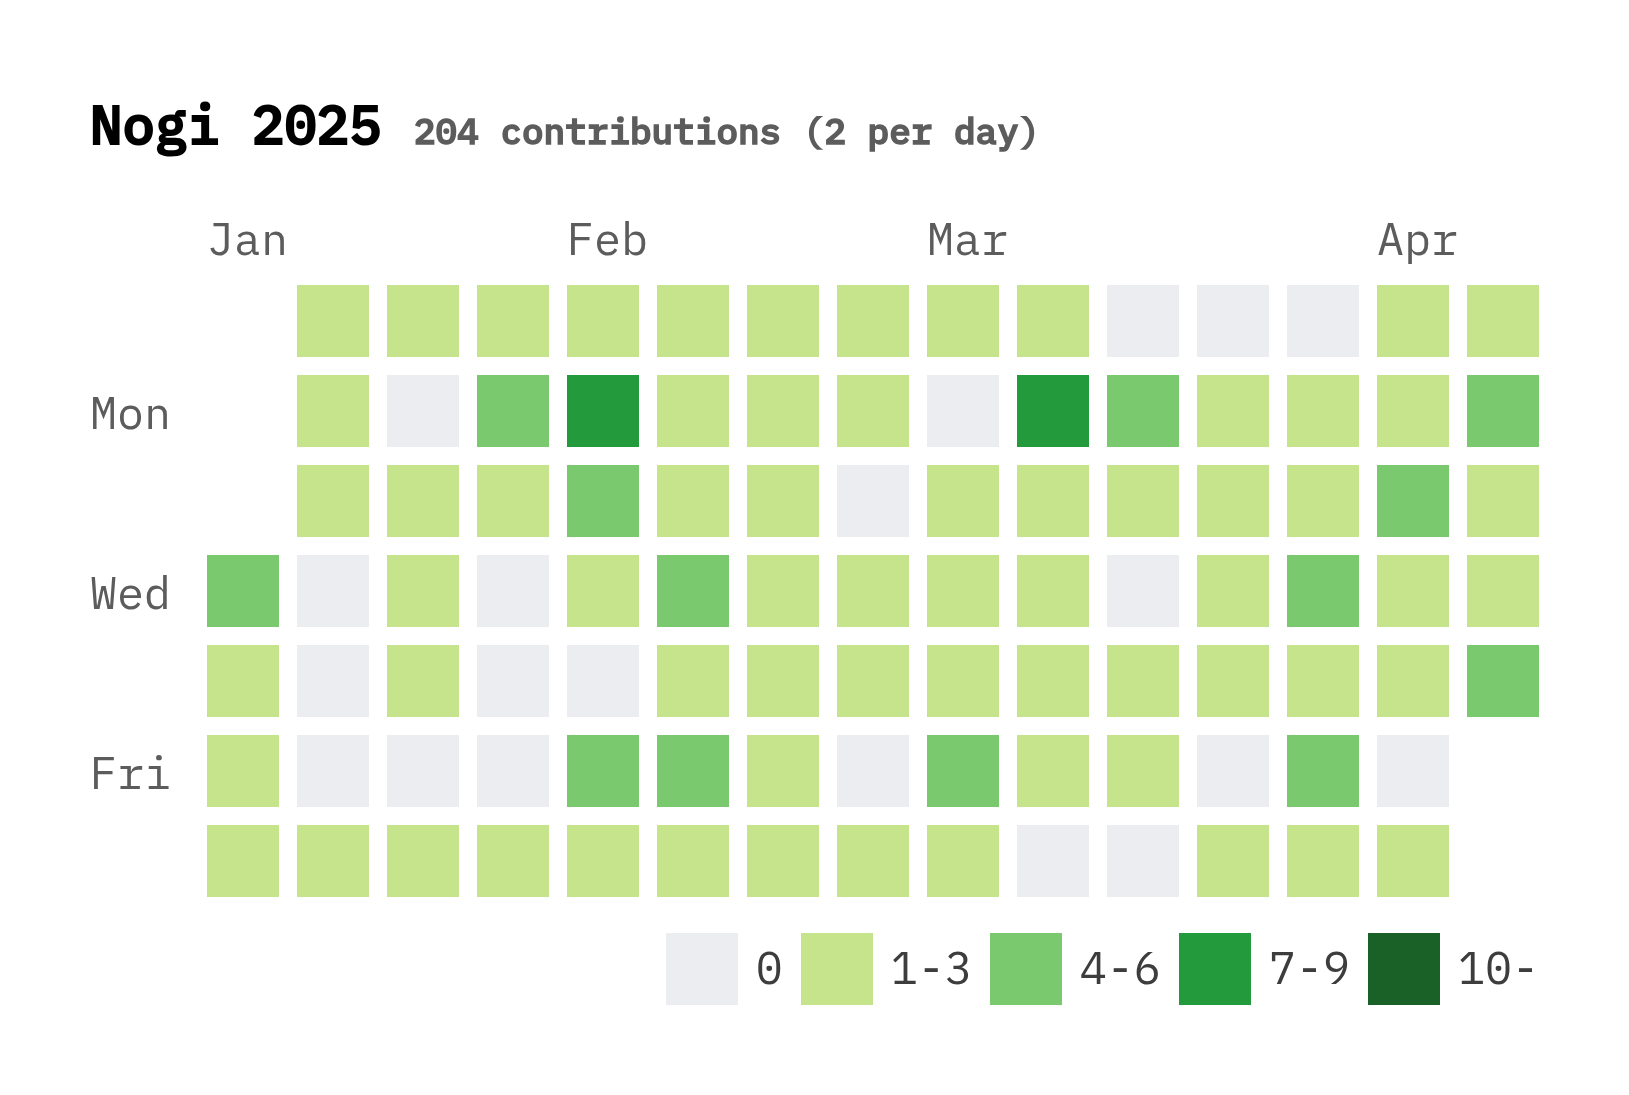 Nogi 2025 204 contributions (2 per day)
Jan Feb Mar Apr
Mon
Wed
Fri
0 1-3 4-6 7-9 10-